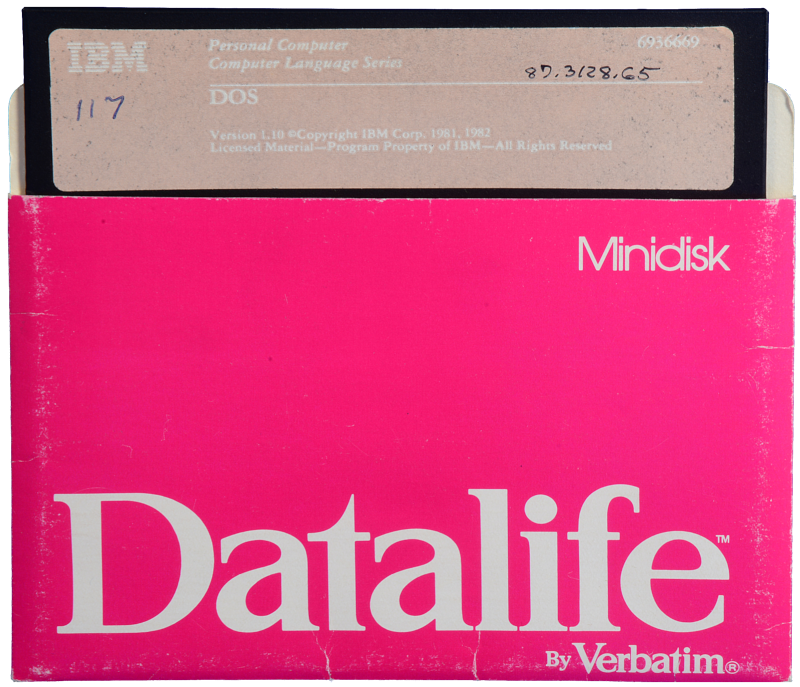 IBM
Personal Computer
Computer Language Series
6936669
87.3128.65
117
DOS
Version 1.10 ©Copyright IBM Corp. 1981, 1982
Licensed Material—Program Property of IBM—All Rights Reserved
Minidisk
Datalife™
By Verbatim®